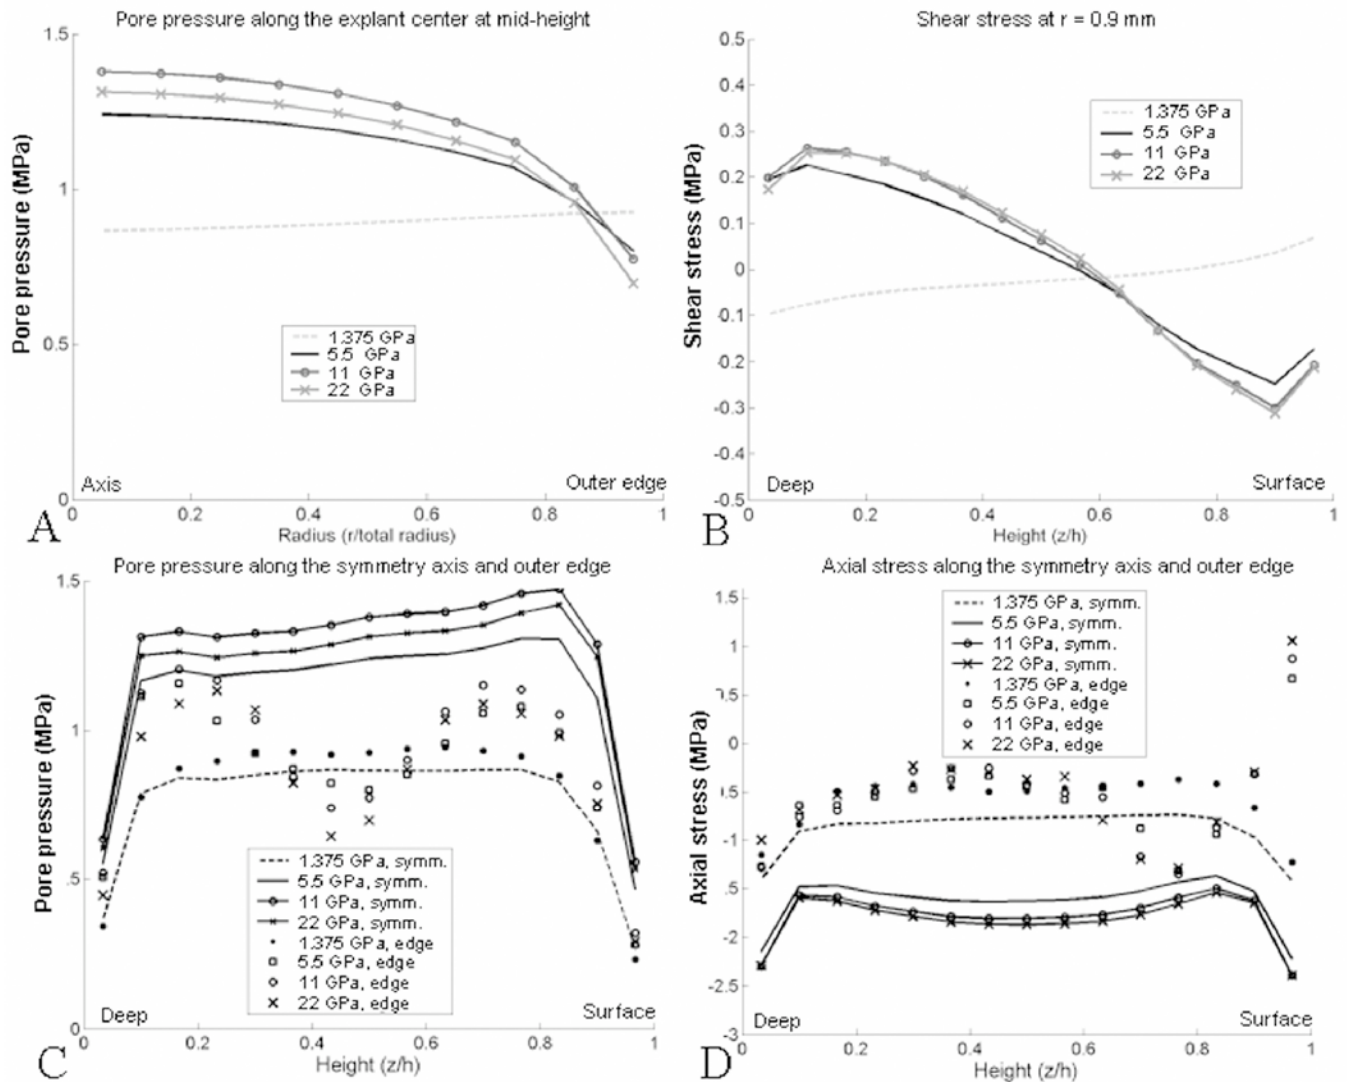 Pore pressure along the explant center at mid-height
1.5
1
0.5
0
Pore pressure (MPa)
1.375 GPa
5.5 GPa
11 GPa
22 GPa
Axis
Outer edge
0
0.2
0.4
0.6
0.8
1
Radius (r/total radius)
A
Shear stress at r = 0.9 mm
0.5
0.4
0.3
0.2
0.1
0
-0.1
-0.2
-0.3
-0.4
-0.5
Shear stress (MPa)
1.375 GPa
5.5 GPa
11 GPa
22 GPa
Deep
Surface
0
0.2
0.4
0.6
0.8
1
Height (z/h)
B
Pore pressure along the symmetry axis and outer edge
1.5
1
.5
0
Pore pressure (MPa)
1.375 GPa, symm.
5.5 GPa, symm.
11 GPa, symm.
22 GPa, symm.
1.375 GPa, edge
5.5 GPa, edge
11 GPa, edge
22 GPa, edge
Deep
Surface
0
0.2
0.4
0.6
0.8
1
Height (z/h)
C
Axial stress along the symmetry axis and outer edge
1.5
1
.5
0
.5
-1
.5
-2
-2.5
-3
Axial stress (MPa)
1.375 GPa, symm.
5.5 GPa, symm.
11 GPa, symm.
22 GPa, symm.
1.375 GPa, edge
5.5 GPa, edge
11 GPa, edge
22 GPa, edge
Deep
Surface
0
0.2
0.4
0.6
0.8
1
Height (z/h)
D